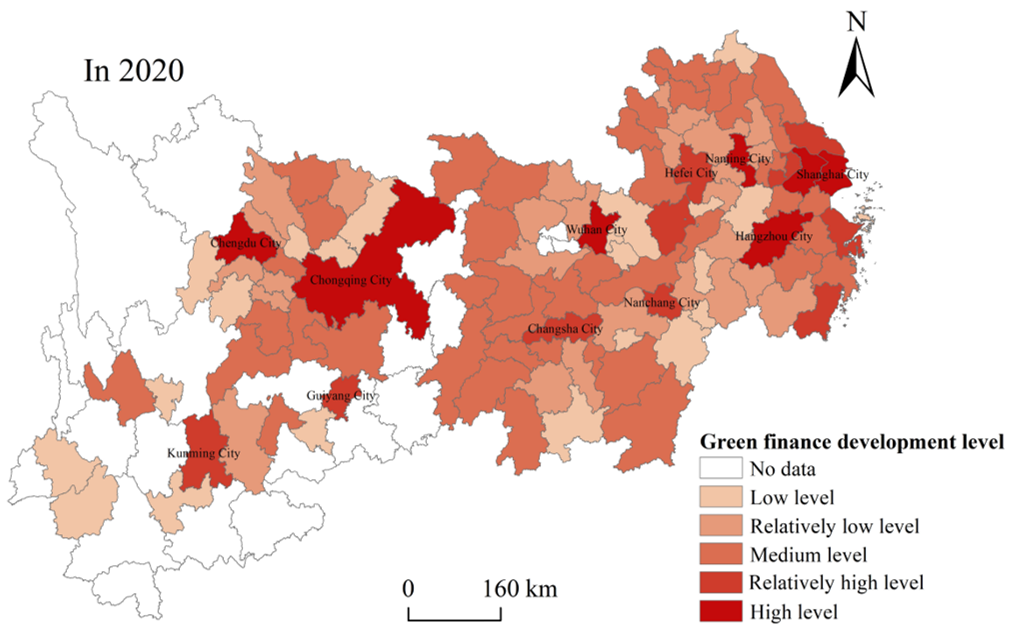 In 2020
N
Nanjing City
Hefei City
Shanghai City
Wuhan City
Hangzhou City
Chengdu City
Chongqing City
Nanchang City
Changsha City
Guiyang City
Kunming City
Green finance development level
No data
Low level
Relatively low level
Medium level
Relatively high level
High level
0 160 km